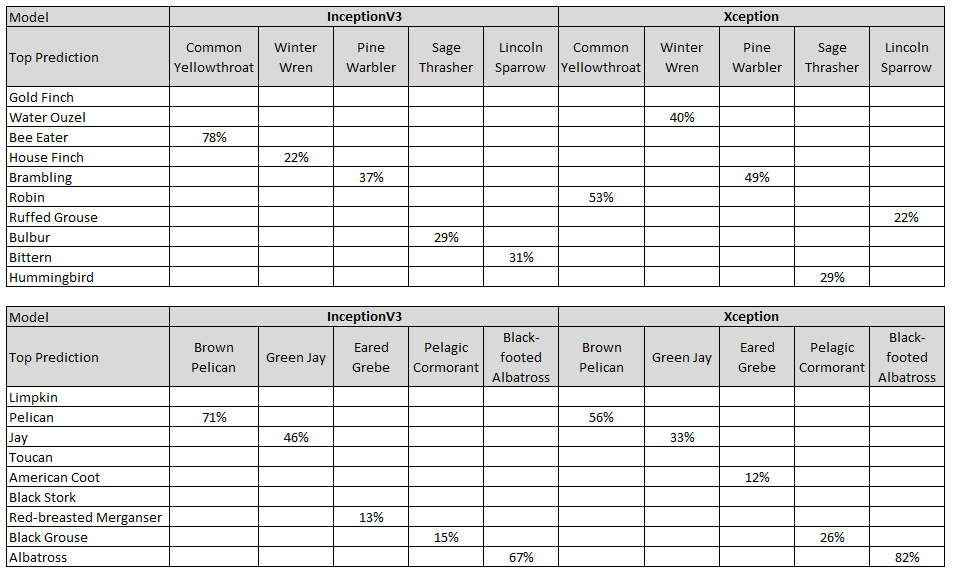 Model InceptionV3 Xception
Top Prediction Common Yellowthroat Winter Wren Pine Warbler Sage Thrasher Lincoln Sparrow Common Yellowthroat Winter Wren Pine Warbler Sage Thrasher Lincoln Sparrow
Gold Finch
Water Ouzel 40%
Bee Eater 78%
House Finch 22%
Brambling 37% 49%
Robin 53%
Ruffed Grouse 22%
Bulbur 29%
Bittern 31%
Hummingbird 29%
Model InceptionV3 Xception
Top Prediction Brown Pelican Green Jay Eared Grebe Pelagic Cormorant Black-footed Albatross Brown Pelican Green Jay Eared Grebe Pelagic Cormorant Black-footed Albatross
Limpkin
Pelican 71% 56%
Jay 46% 33%
Toucan
American Coot 12%
Black Stork
Red-breasted Merganser 13%
Black Grouse 15% 26%
Albatross 67% 82%